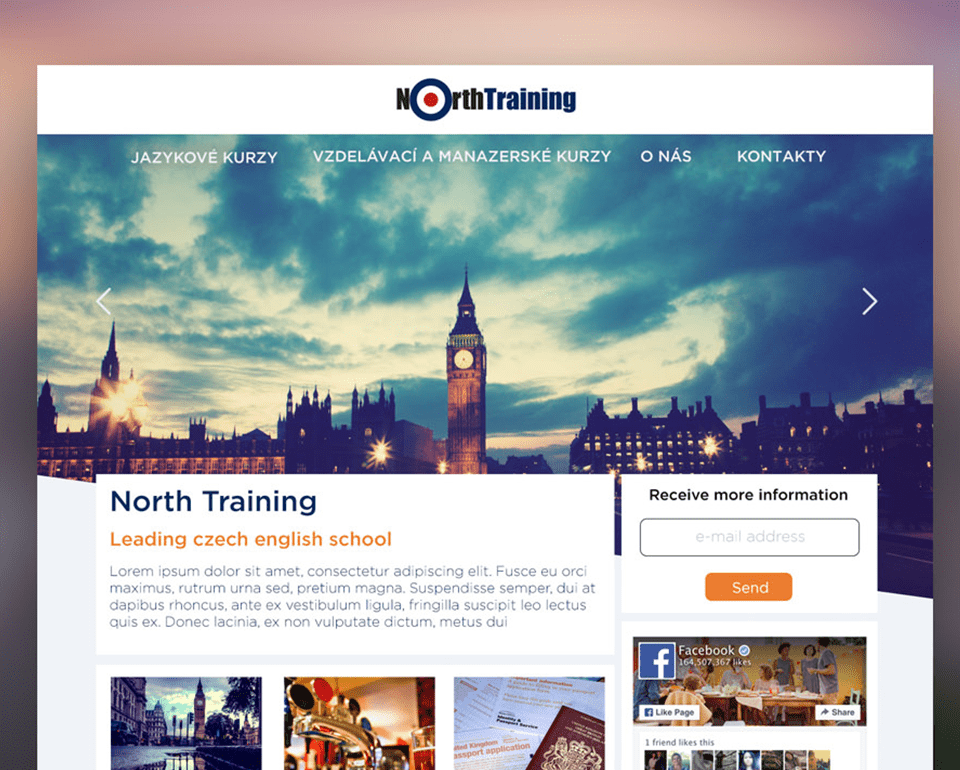 NorthTraining
JAZYKOVÉ KURZY
VZDELÁVACÍ A MANAZERSKÉ KURZY
O NÁS
KONTAKTY
North Training
Leading czech english school
Lorem ipsum dolor sit amet, consectetur adipiscing elit. Fusce eu orci
maximus, rutrum urna sed, pretium magna. Suspendisse semper, dui at
dapibus rhoncus, ante ex vestibulum ligula, fringilla suscipit leo lectus
quis ex. Donec lacinia, ex non vulputate dictum, metus dui
Receive more information
e-mail address
Send
Facebook
164,507,367 likes
Like Page
Share
1 friend likes this
Identity &
Passport Service
United Kingdom
passport application